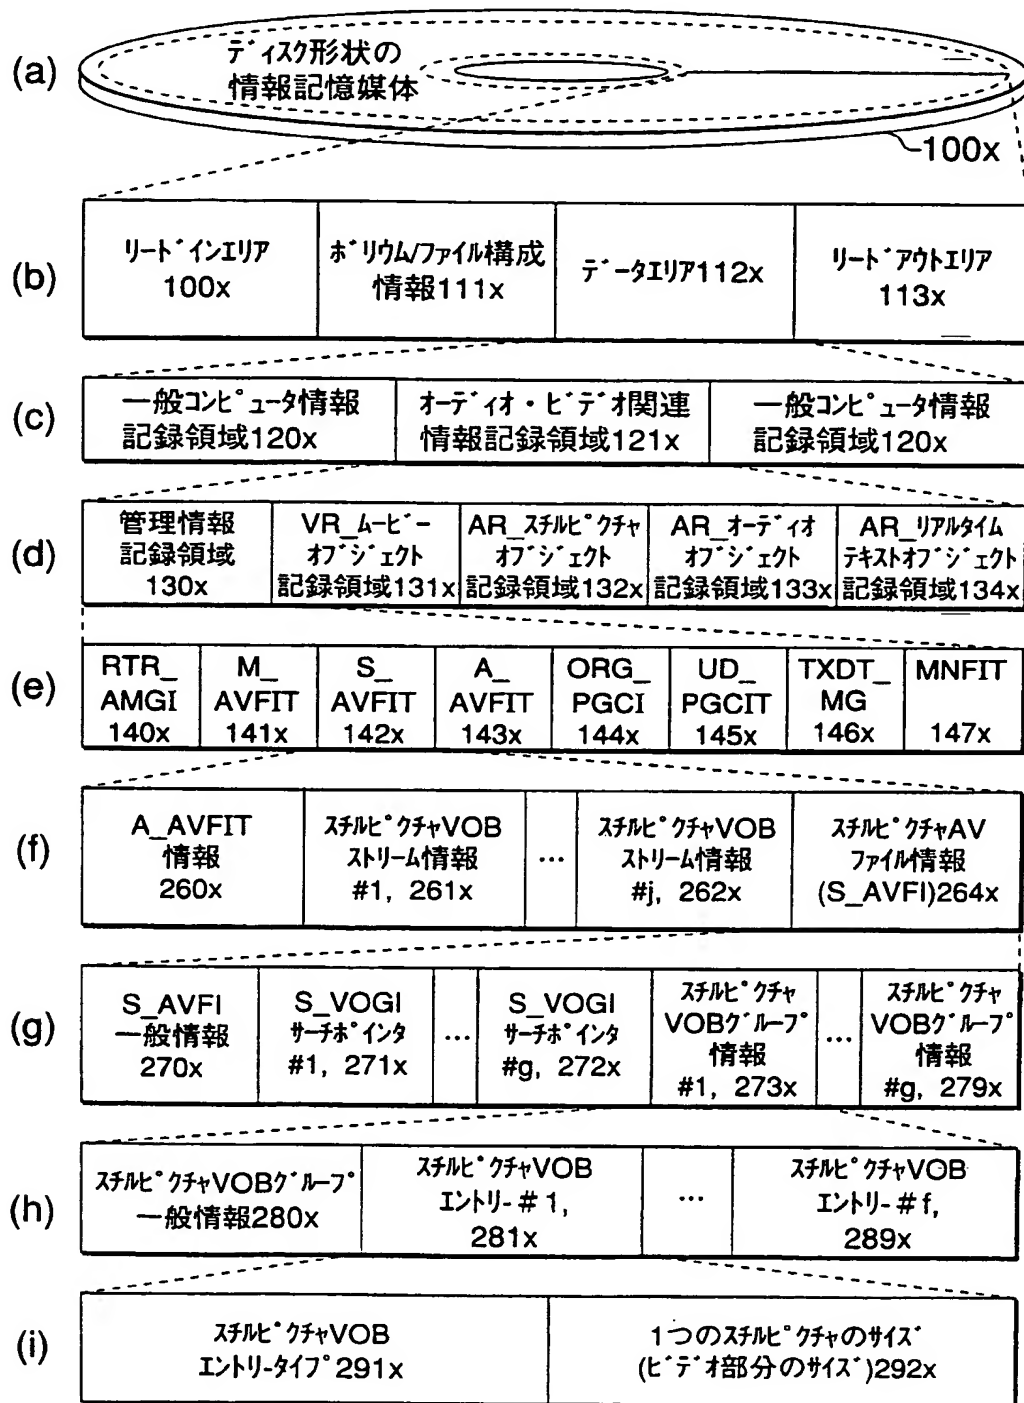 (a)
ディスク形状の
情報記憶媒体
100x
(b)
リードインエリア
100x
ボリウム/ファイル構成
情報111x
データエリア112x
リードアウトエリア
113x
(c)
一般コンピュータ情報
記録領域120x
オーディオ・ビデオ関連
情報記録領域121x
一般コンピュータ情報
記録領域120x
(d)
管理情報
記録領域
130x
VR_ムービー
オブジェクト
記録領域131x
AR_スチルピクチャ
オブジェクト
記録領域132x
AR_オーディオ
オブジェクト
記録領域133x
AR_リアルタイム
テキストオブジェクト
記録領域134x
(e)
RTR_
AMGI
140x
M_
AVFIT
141x
S_
AVFIT
142x
A_
AVFIT
143x
ORG_
PGCI
144x
UD_
PGCIT
145x
TXDT_
MG
146x
MNFIT
147x
(f)
A_AVFIT
情報
260x
スチルピクチャVOB
ストリーム情報
#1, 261x
...
スチルピクチャVOB
ストリーム情報
#j, 262x
スチルピクチャAV
ファイル情報
(S_AVFI)264x
(g)
S_AVFI
一般情報
270x
S_VOGI
サーチポインタ
#1, 271x
...
S_VOGI
サーチポインタ
#g, 272x
スチルピクチャ
VOBグループ
情報
#1, 273x
...
スチルピクチャ
VOBグループ
情報
#g, 279x
(h)
スチルピクチャVOBグループ
一般情報280x
スチルピクチャVOB
エントリー#1,
281x
...
スチルピクチャVOB
エントリー#f,
289x
(i)
スチルピクチャVOB
エントリータイプ291x
1つのスチルピクチャのサイズ
(ビデオ部分のサイズ)292x